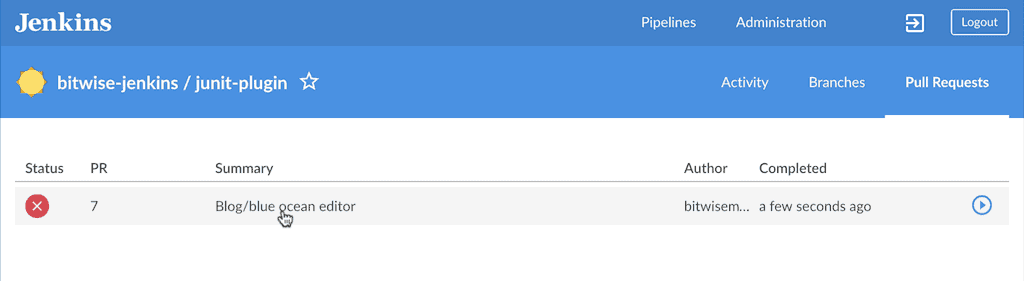 Jenkins Pipelines Administration Logout
bitwise-jenkins / junit-plugin Activity Branches Pull Requests
Status PR Summary Author Completed
7 Blog/blue ocean editor bitwisem... a few seconds ago